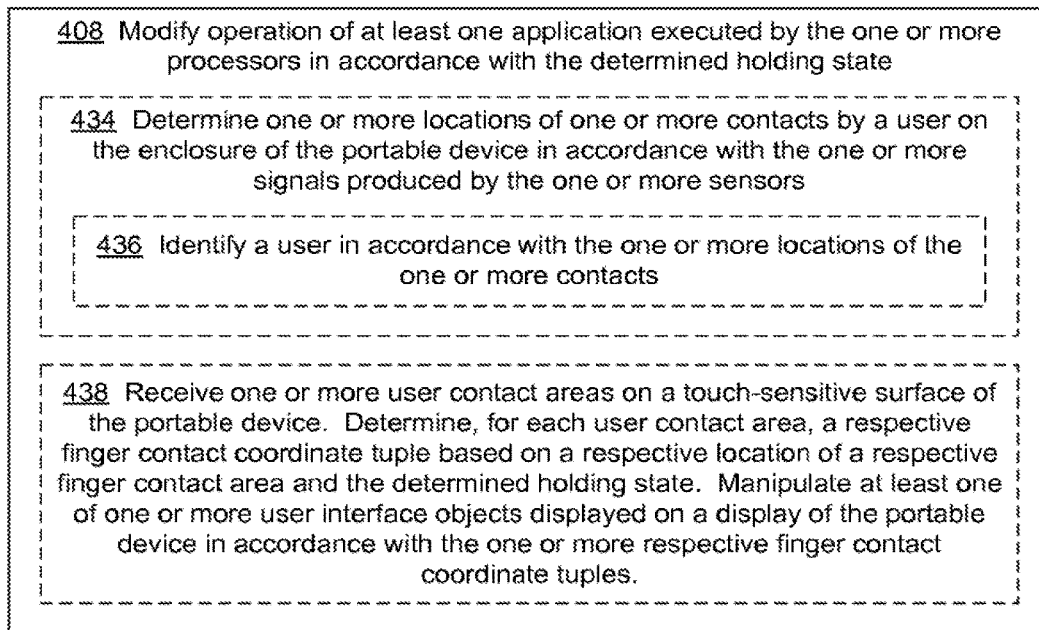 408 Modify operation of at least one application executed by the one or more
processors in accordance with the determined holding state
434 Determine one or more locations of one or more contacts by a user on
the enclosure of the portable device in accordance with the one or more
signals produced by the one or more sensors
436 Identify a user in accordance with the one or more locations of the
one or more contacts
438 Receive one or more user contact areas on a touch-sensitive surface of
the portable device. Determine, for each user contact area, a respective
finger contact coordinate tuple based on a respective location of a respective
finger contact area and the determined holding state. Manipulate at least one
of one or more user interface objects displayed on a display of the portable
device in accordance with the one or more respective finger contact
coordinate tuples.